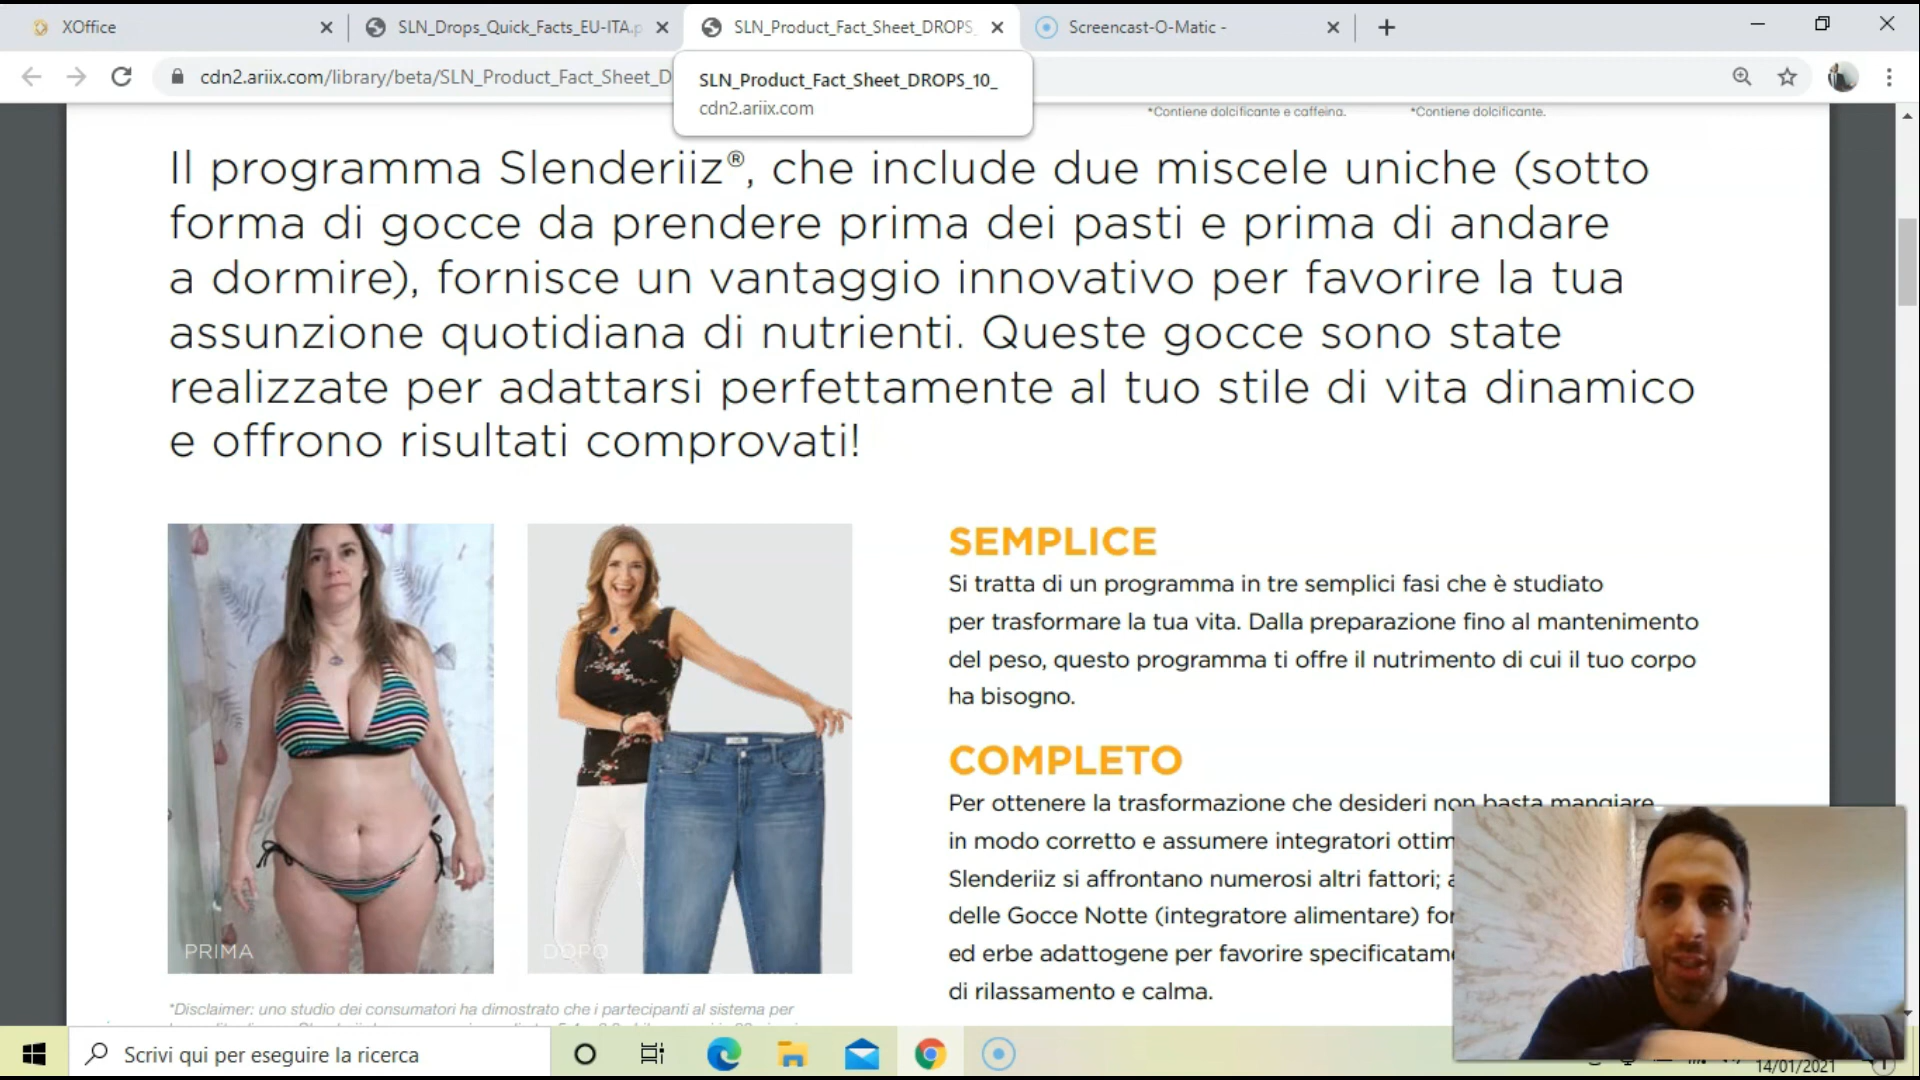 XOffice
SLN_Drops_Quick_Facts_EU-ITA.p
SLN_Product_Fact_Sheet_DROPS_
Screencast-O-Matic -
cdn2.ariix.com/library/beta/SLN_Product_Fact_Sheet_D
SLN_Product_Fact_Sheet_DROPS_10_
cdn2.ariix.com
*Contiene dolcificante e caffeina.
*Contiene dolcificante.
Il programma Slenderiiz®, che include due miscele uniche (sotto
forma di gocce da prendere prima dei pasti e prima di andare
a dormire), fornisce un vantaggio innovativo per favorire la tua
assunzione quotidiana di nutrienti. Queste gocce sono state
realizzate per adattarsi perfettamente al tuo stile di vita dinamico
e offrono risultati comprovati!
PRIMA
DOPO
*Disclaimer: uno studio dei consumatori ha dimostrato che i partecipanti al sistema per
SEMPLICE
Si tratta di un programma in tre semplici fasi che è studiato
per trasformare la tua vita. Dalla preparazione fino al mantenimento
del peso, questo programma ti offre il nutrimento di cui il tuo corpo
ha bisogno.
COMPLETO
Per ottenere la trasformazione che desideri non basta mangiare
in modo corretto e assumere integratori ottim
Slenderiiz si affrontano numerosi altri fattori; a
delle Gocce Notte (integratore alimentare) for
ed erbe adattogene per favorire specificatame
di rilassamento e calma.
Scrivi qui per eseguire la ricerca
14/01/2021